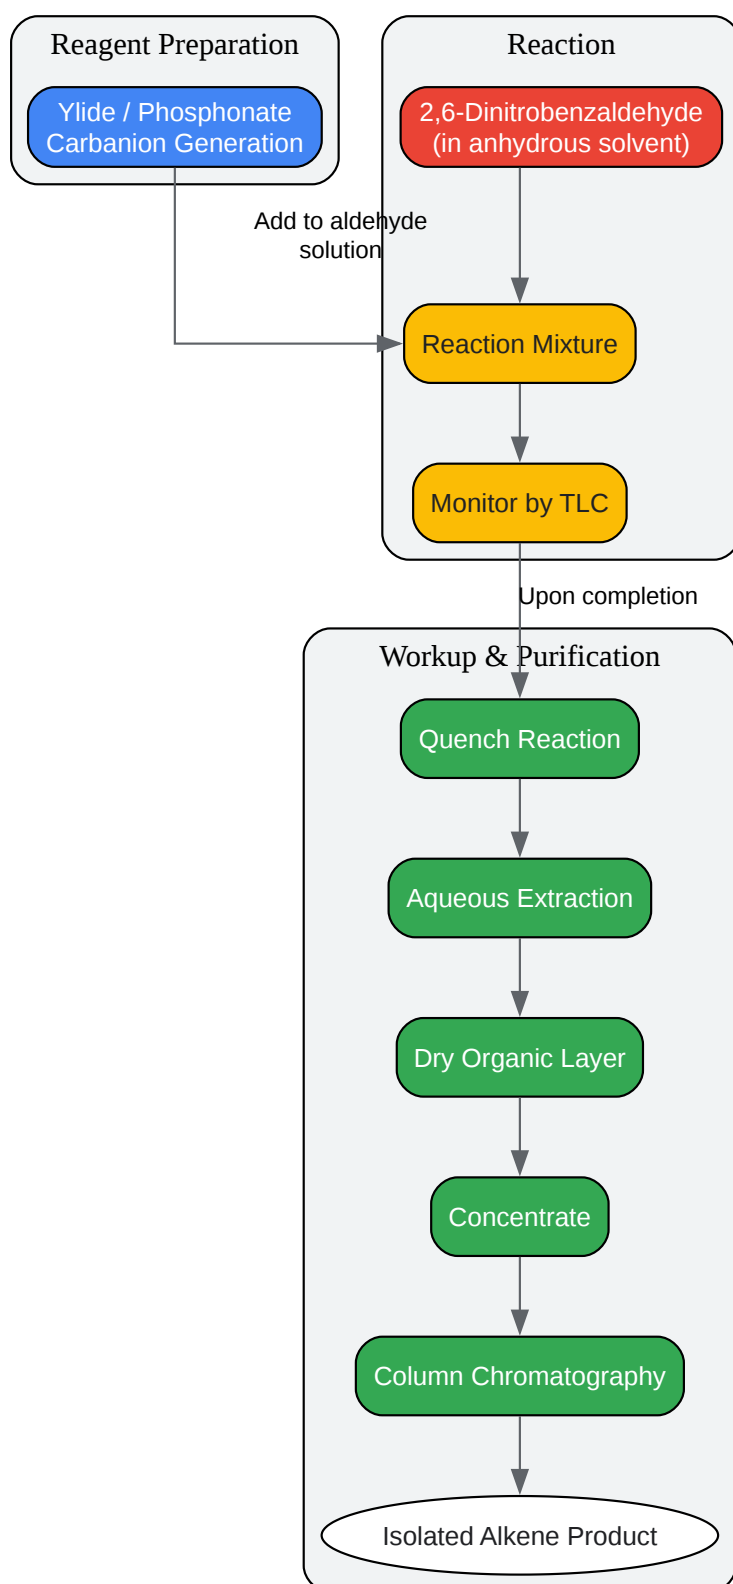 Reagent Preparation
Ylide / Phosphonate
Carbanion Generation
Reaction
2,6-Dinitrobenzaldehyde
(in anhydrous solvent)
Add to aldehyde
solution
Reaction Mixture
Monitor by TLC
Upon completion
Workup & Purification
Quench Reaction
Aqueous Extraction
Dry Organic Layer
Concentrate
Column Chromatography
Isolated Alkene Product